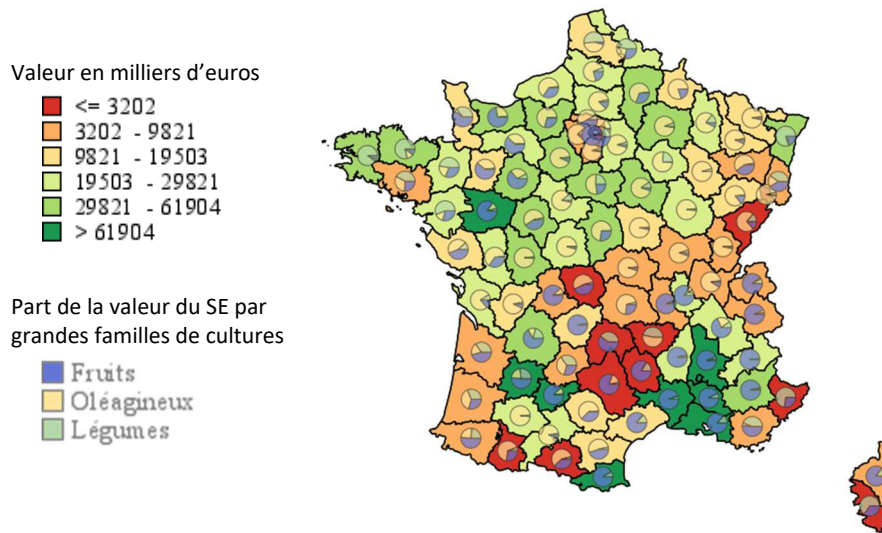 Valeur en milliers d'euros
<= 3202
3202 - 9821
9821 - 19503
19503 - 29821
29821 - 61904
> 61904
Part de la valeur du SE par
grandes familles de cultures
Fruits
Oléagineux
Légumes